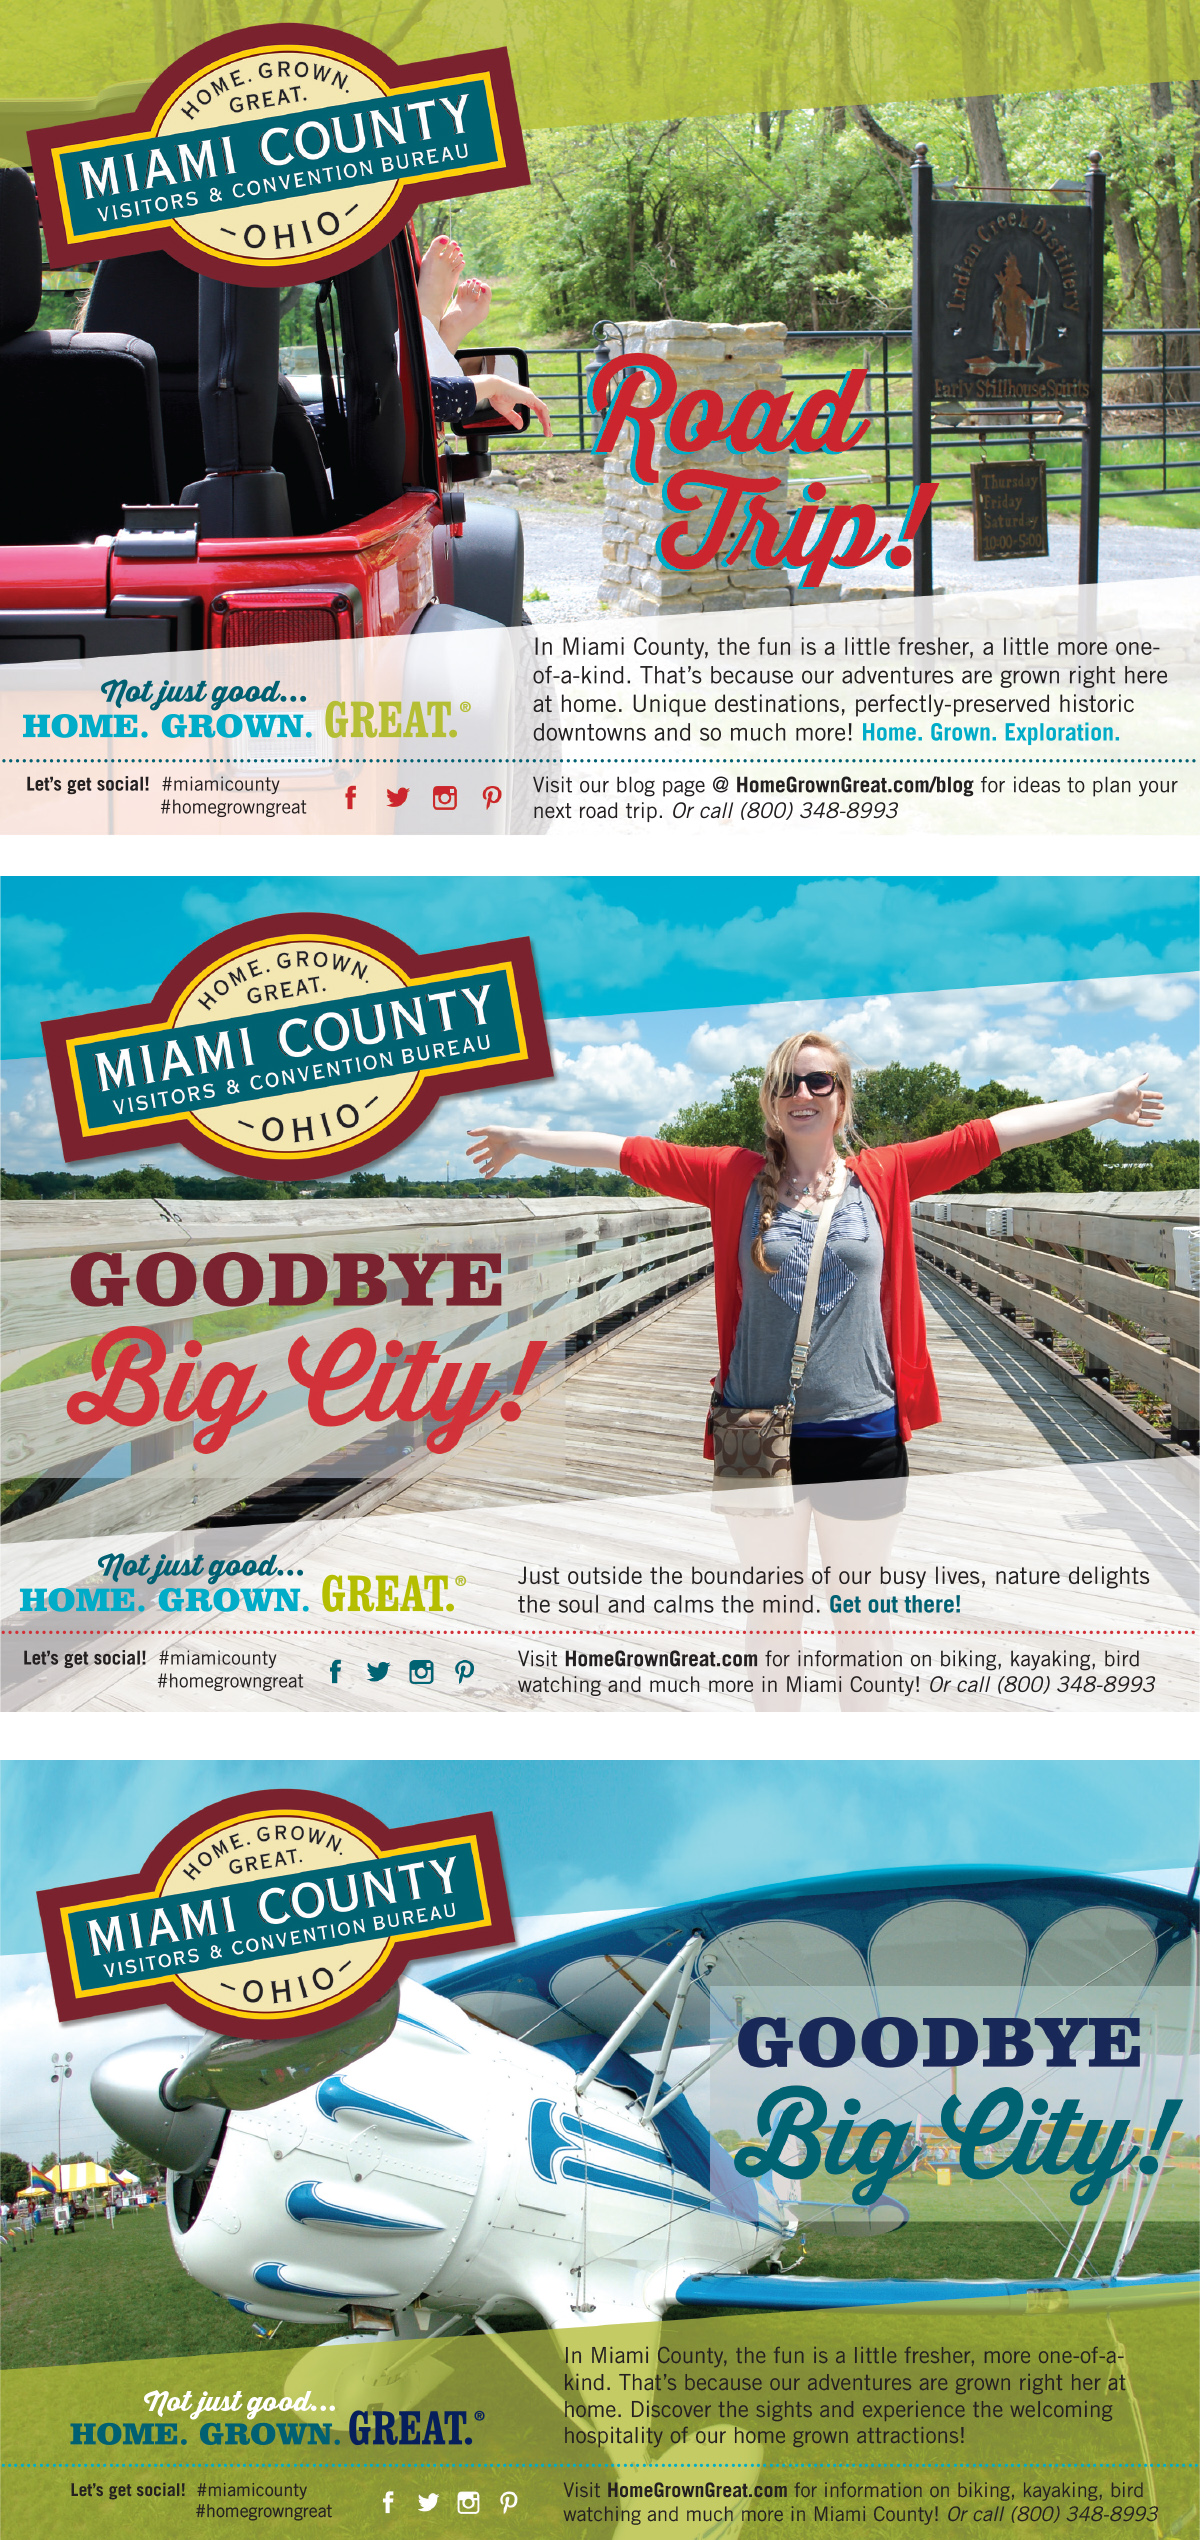 HOME. GROWN.
GREAT.
MIAMI COUNTY
VISITORS & CONVENTION BUREAU
OHIO
Indian Creek Distillery
Early Stillhouse Spirits
Thursday
Friday
Saturday
10:00-5:00
Road
Trip!
In Miami County, the fun is a little fresher, a little more one-
of-a-kind. That's because our adventures are grown right here
at home. Unique destinations, perfectly-preserved historic
downtowns and so much more! Home. Grown. Exploration.
Not just good...
HOME. GROWN. GREAT.®
Let's get social! #miamicounty
#homegrowngreat
Visit our blog page @ HomeGrownGreat.com/blog for ideas to plan your
next road trip. Or call (800) 348-8993
HOME. GROWN.
GREAT.
MIAMI COUNTY
VISITORS & CONVENTION BUREAU
OHIO
GOODBYE
Big City!
Not just good...
HOME. GROWN. GREAT.®
Just outside the boundaries of our busy lives, nature delights
the soul and calms the mind. Get out there!
Let's get social! #miamicounty
#homegrowngreat
Visit HomeGrownGreat.com for information on biking, kayaking, bird
watching and much more in Miami County! Or call (800) 348-8993
HOME. GROWN.
GREAT.
MIAMI COUNTY
VISITORS & CONVENTION BUREAU
OHIO
GOODBYE
Big City!
In Miami County, the fun is a little fresher, more one-of-a-
kind. That's because our adventures are grown right her at
home. Discover the sights and experience the welcoming
hospitality of our home grown attractions!
Not just good...
HOME. GROWN. GREAT.®
Let's get social! #miamicounty
#homegrowngreat
Visit HomeGrownGreat.com for information on biking, kayaking, bird
watching and much more in Miami County! Or call (800) 348-8993